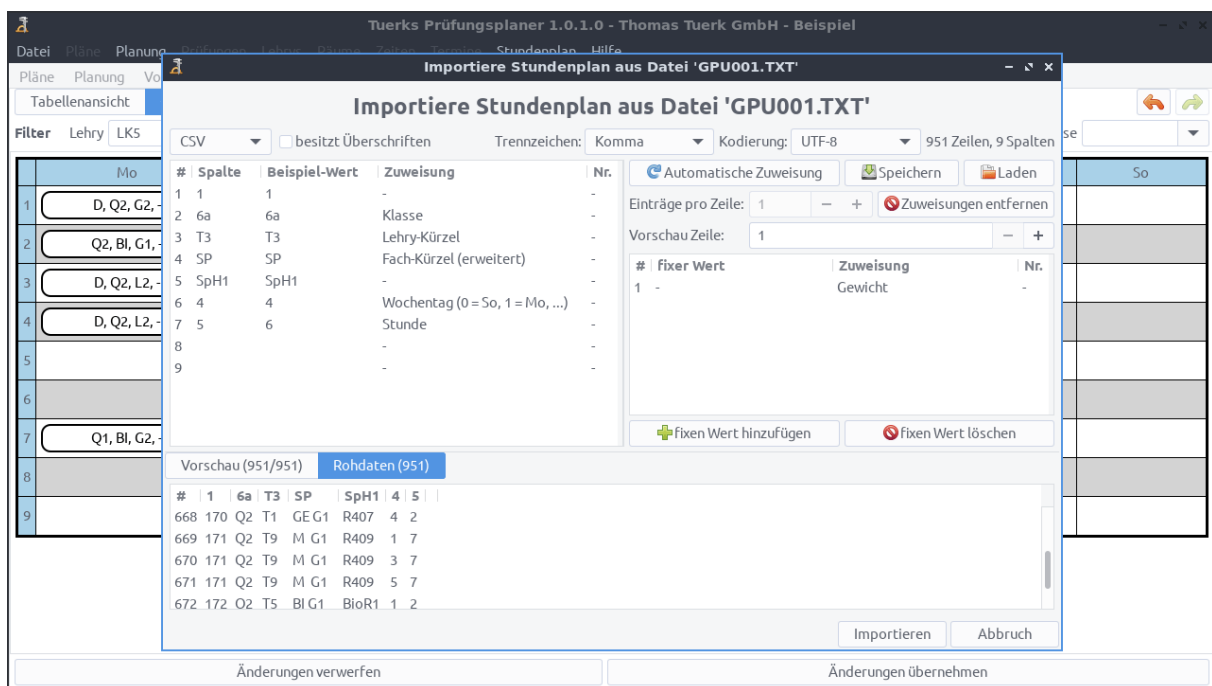 Tuerks Prüfungsplaner 1.0.1.0 - Thomas Tuerk GmbH - Beispiel
Datei Pläne Planung Prüfungen Lehrys Räume Zeiten Termine Stundenplan Hilfe
Importiere Stundenplan aus Datei 'GPU001.TXT'
Pläne Planung Vo
Tabellenansicht
Importiere Stundenplan aus Datei 'GPU001.TXT'
Filter Lehry LK5
se
CSV besitzt Überschriften Trennzeichen: Komma Kodierung: UTF-8 951 Zeilen, 9 Spalten
Mo
So
# Spalte Beispiel-Wert Zuweisung Nr.
1 1 1 - -
2 6a 6a Klasse -
3 T3 T3 Lehry-Kürzel -
4 SP SP Fach-Kürzel (erweitert) -
5 SpH1 SpH1 - -
6 4 4 Wochentag (0 = So, 1 = Mo, ...) -
7 5 6 Stunde -
8 - -
9 - -
Automatische Zuweisung Speichern Laden
Einträge pro Zeile: 1 - + Zuweisungen entfernen
Vorschau Zeile: 1 - +
# fixer Wert Zuweisung Nr.
1 - Gewicht -
fixen Wert hinzufügen fixen Wert löschen
1 D, Q2, G2, -
2 Q2, BI, G1, -
3 D, Q2, L2, -
4 D, Q2, L2, -
5
6
7 Q1, BI, G2, -
8
9
Vorschau (951/951) Rohdaten (951)
# 1 6a T3 SP SpH1 4 5
668 170 Q2 T1 GE G1 R407 4 2
669 171 Q2 T9 M G1 R409 1 7
670 171 Q2 T9 M G1 R409 3 7
671 171 Q2 T9 M G1 R409 5 7
672 172 Q2 T5 BI G1 BioR1 1 2
Importieren Abbruch
Änderungen verwerfen Änderungen übernehmen